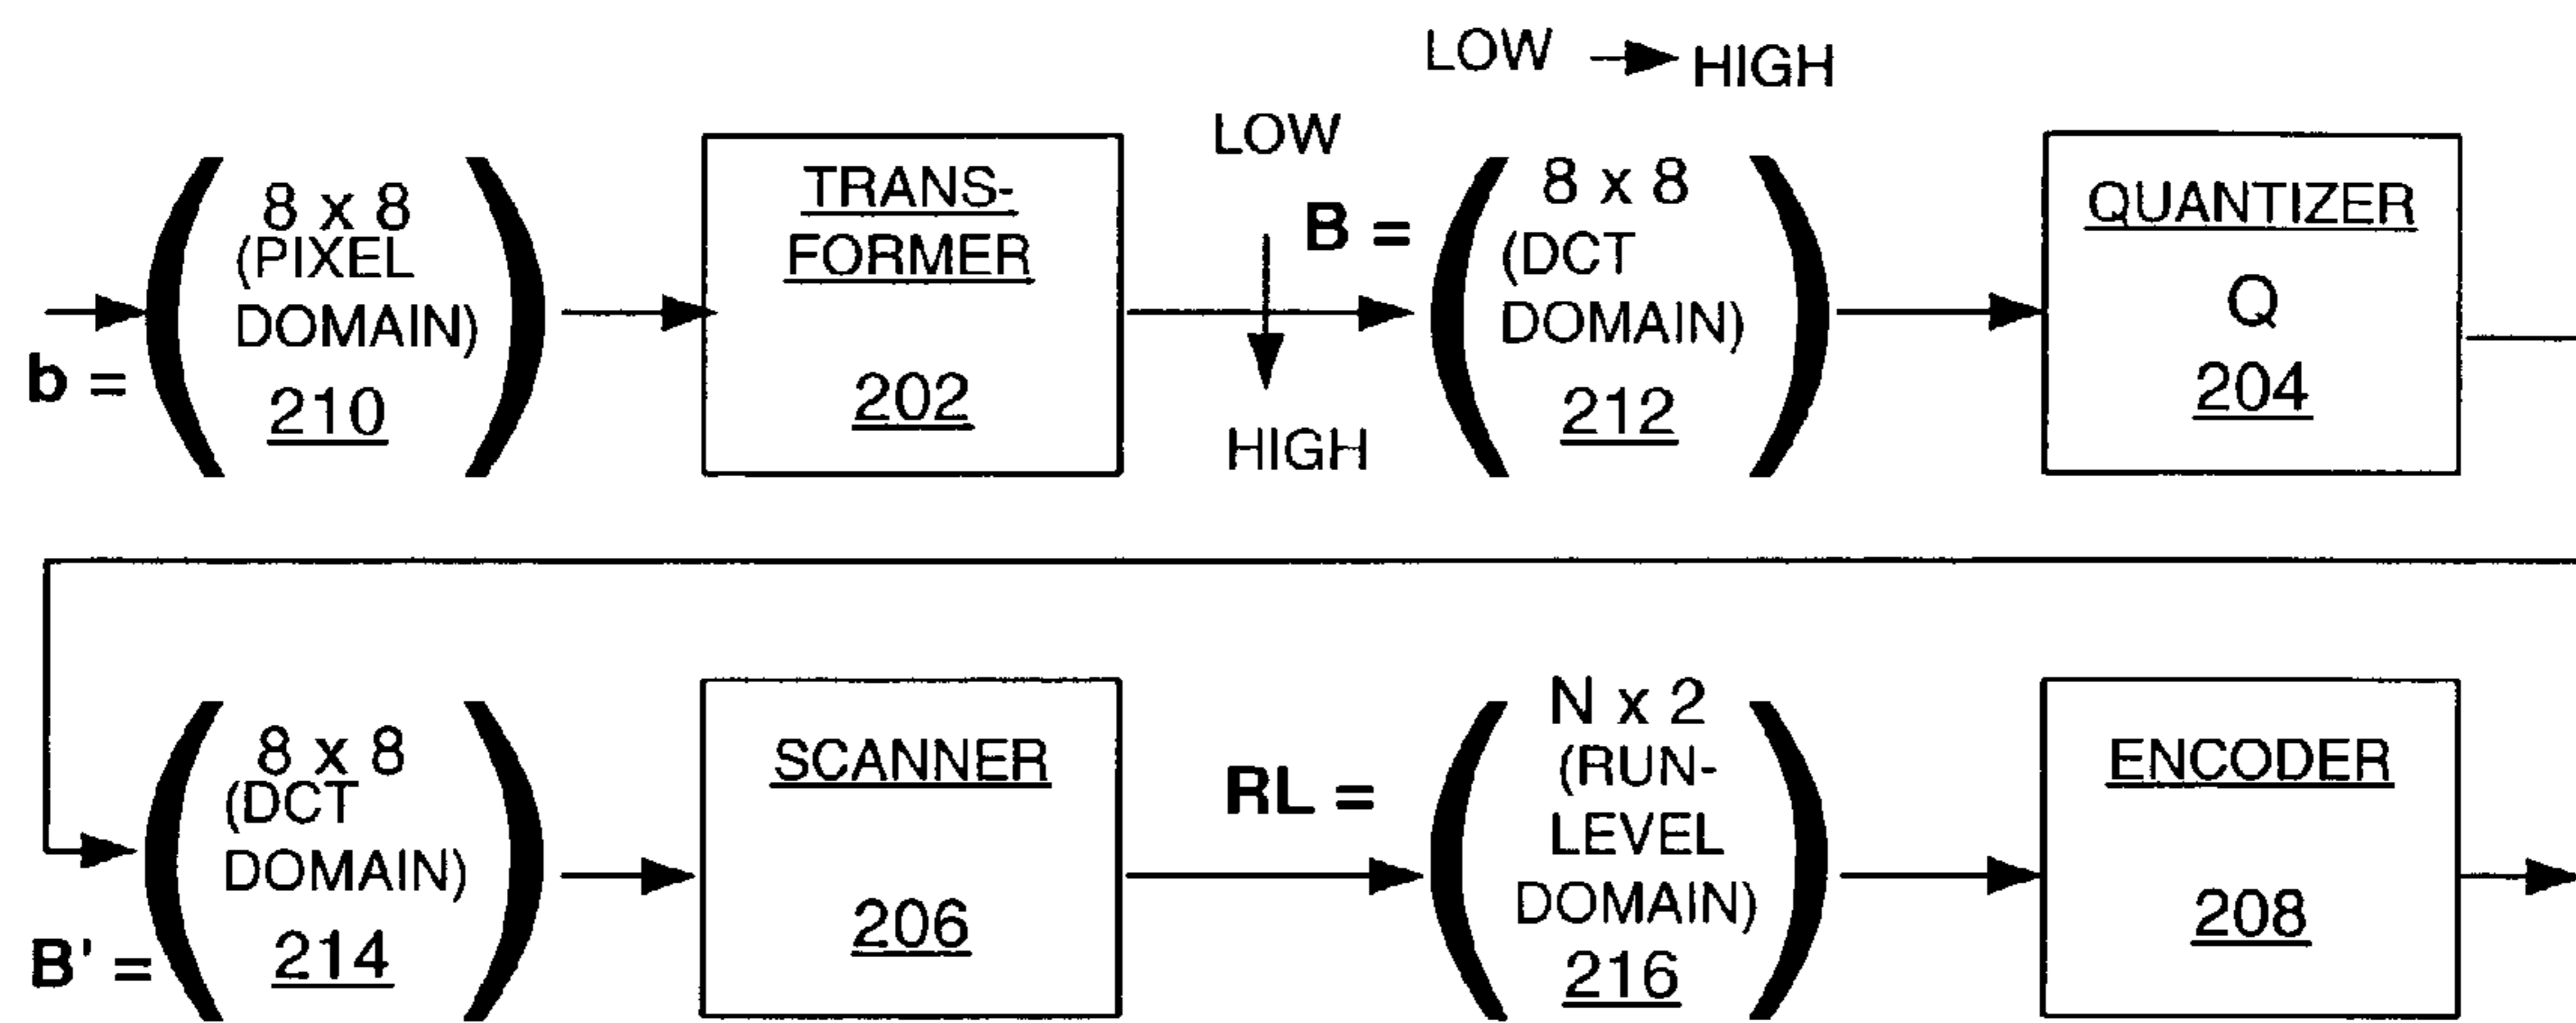 LOW HIGH
LOW
HIGH
b =
8 x 8
(PIXEL
DOMAIN)
210
TRANS-
FORMER
202
B =
8 x 8
(DCT
DOMAIN)
212
QUANTIZER
Q
204
B' =
8 x 8
(DCT
DOMAIN)
214
SCANNER
206
RL =
N x 2
(RUN-
LEVEL
DOMAIN)
216
ENCODER
208